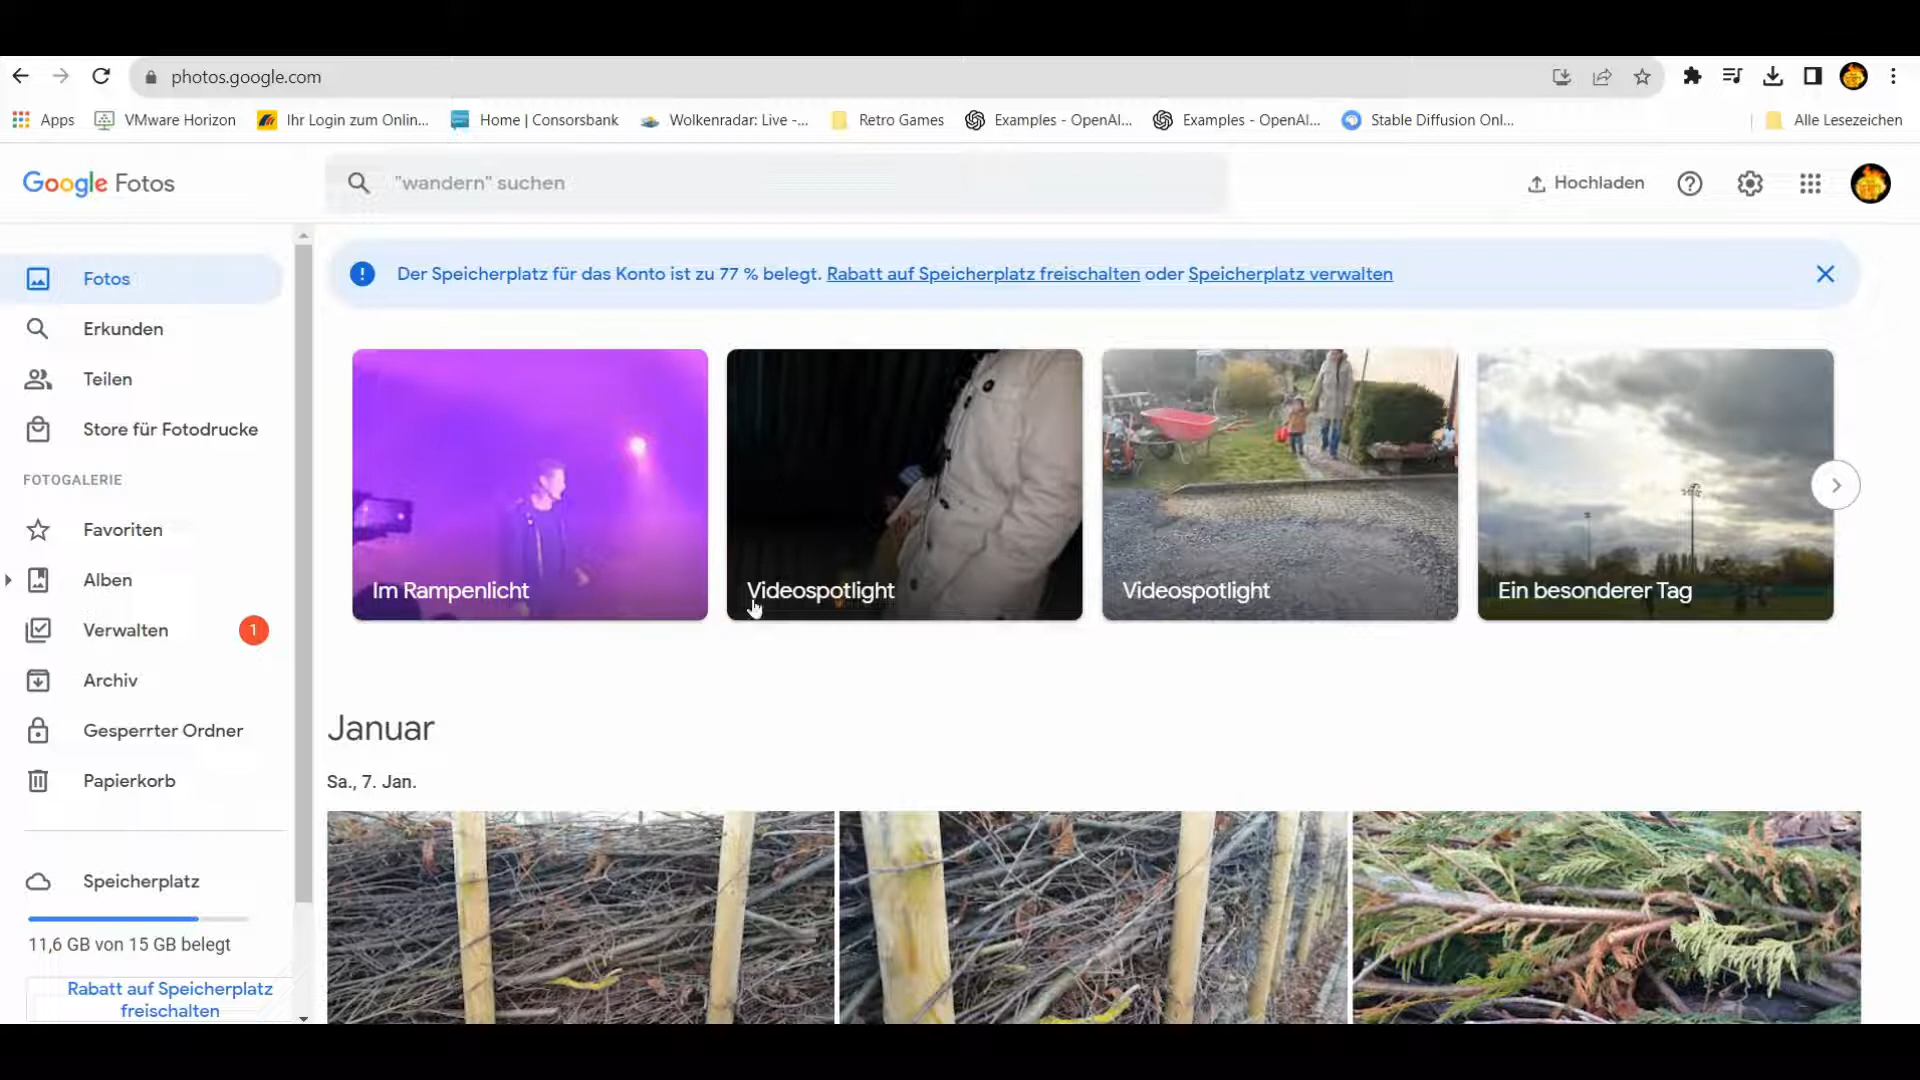 photos.google.com
Apps VMware Horizon Ihr Login zum Onlin... Home | Consorsbank Wolkenradar: Live -... Retro Games Examples - OpenAI... Examples - OpenAI... Stable Diffusion Onl... Alle Lesezeichen
Google Fotos
"wandern" suchen
Hochladen
Der Speicherplatz für das Konto ist zu 77 % belegt. Rabatt auf Speicherplatz freischalten oder Speicherplatz verwalten
Fotos
Erkunden
Teilen
Store für Fotodrucke
FOTOGALERIE
Favoriten
Alben
Verwalten 1
Archiv
Gesperrter Ordner
Papierkorb
Speicherplatz
11,6 GB von 15 GB belegt
Rabatt auf Speicherplatz
freischalten
Im Rampenlicht
Videospotlight
Videospotlight
Ein besonderer Tag
Januar
Sa., 7. Jan.